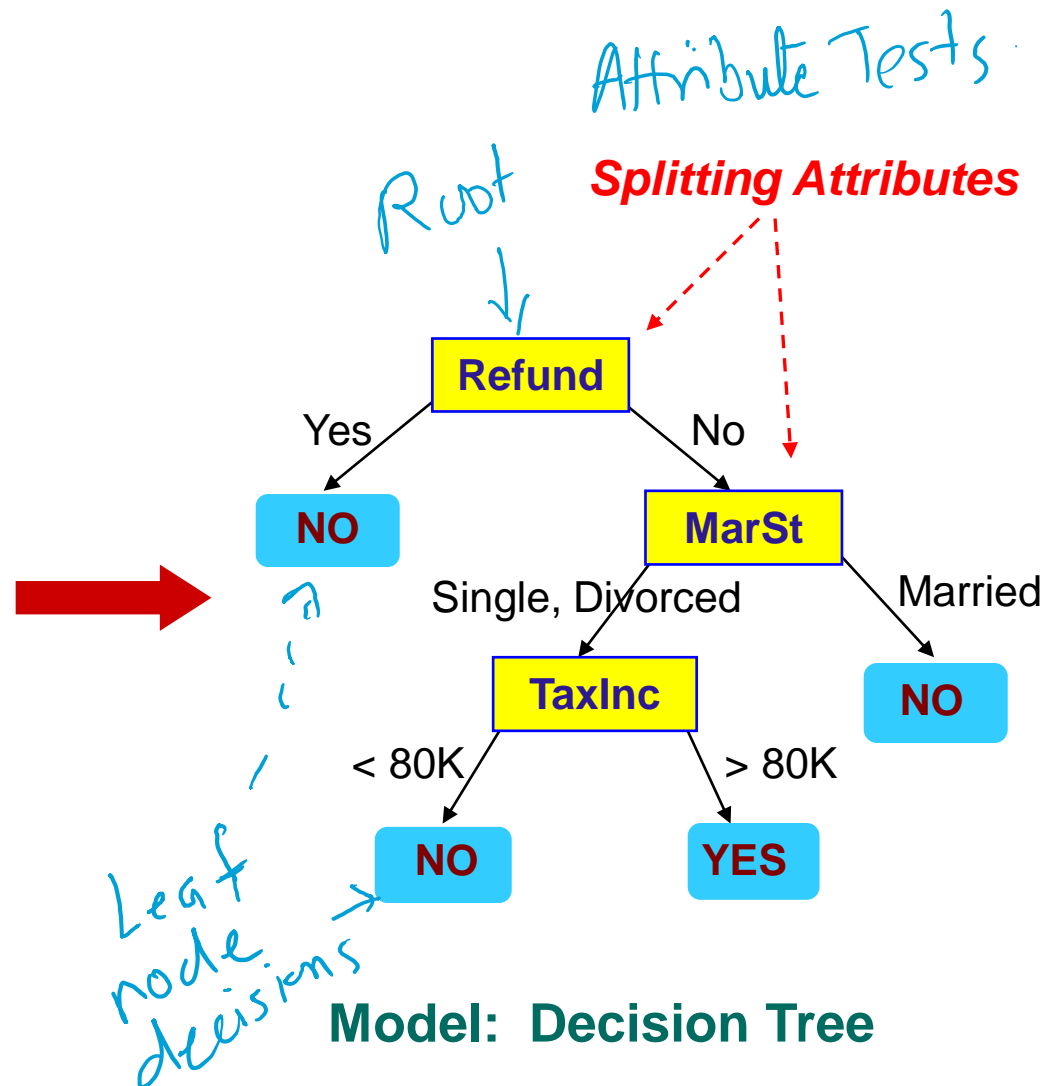 Attribute Tests
Root
Splitting Attributes
Refund
Yes
No
NO
MarSt
Single, Divorced
Married
TaxInc
NO
< 80K
> 80K
NO
YES
Leaf
node
decisions
Model: Decision Tree